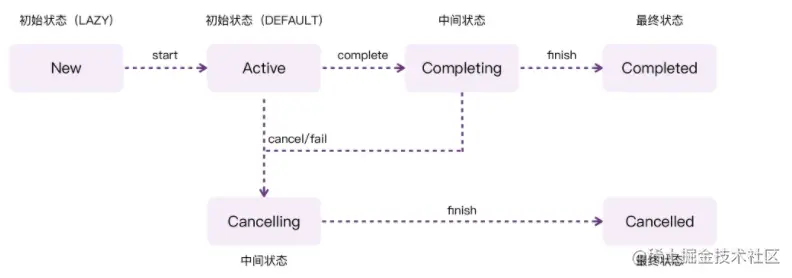 初始状态（LAZY）
初始状态（DEFAULT）
中间状态
最终状态
New
start
Active
complete
Completing
finish
Completed
cancel/fail
Cancelling
finish
Cancelled
中间状态
最终状态
@稀土掘金技术社区